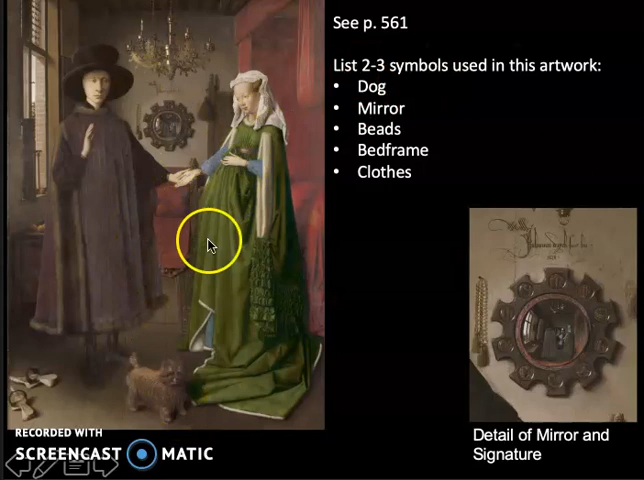 See p. 561
List 2-3 symbols used in this artwork:
• Dog
• Mirror
• Beads
• Bedframe
• Clothes
RECORDED WITH
SCREENCAST MATIC
Detail of Mirror and
Signature